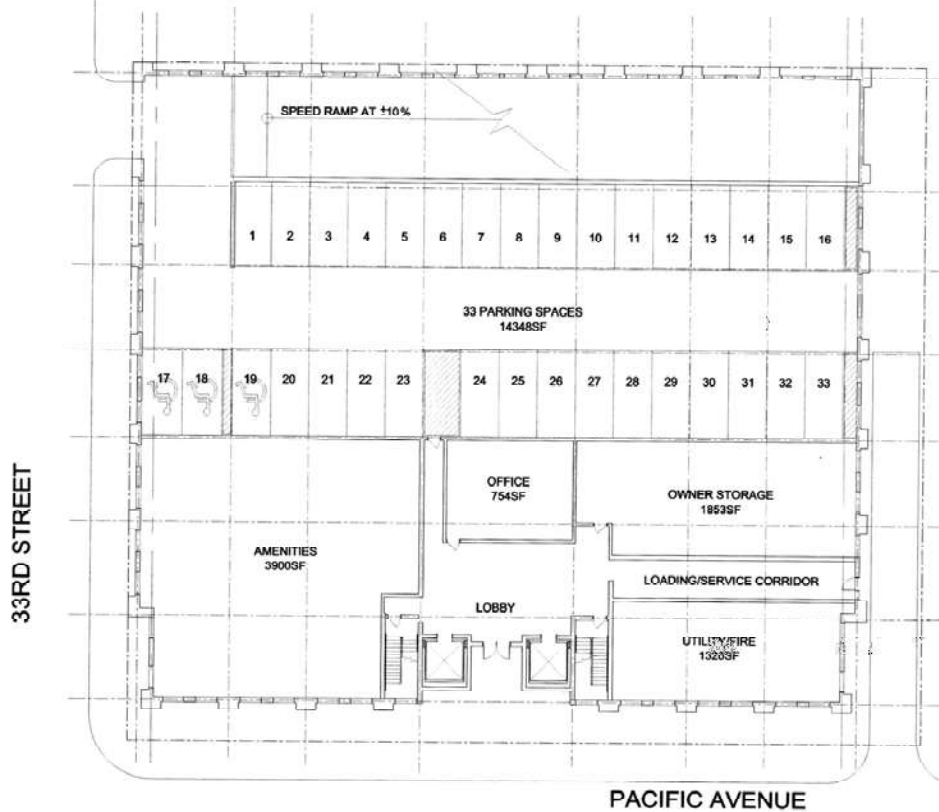 SPEED RAMP AT ±10%
1 2 3 4 5 6 7 8 9 10 11 12 13 14 15 16
33 PARKING SPACES
14348SF
17 18 19 20 21 22 23 24 25 26 27 28 29 30 31 32 33
OFFICE
754SF
OWNER STORAGE
1853SF
AMENITIES
3900SF
LOADING/SERVICE CORRIDOR
LOBBY
UTILITY/FIRE
1320SF
33RD STREET
PACIFIC AVENUE